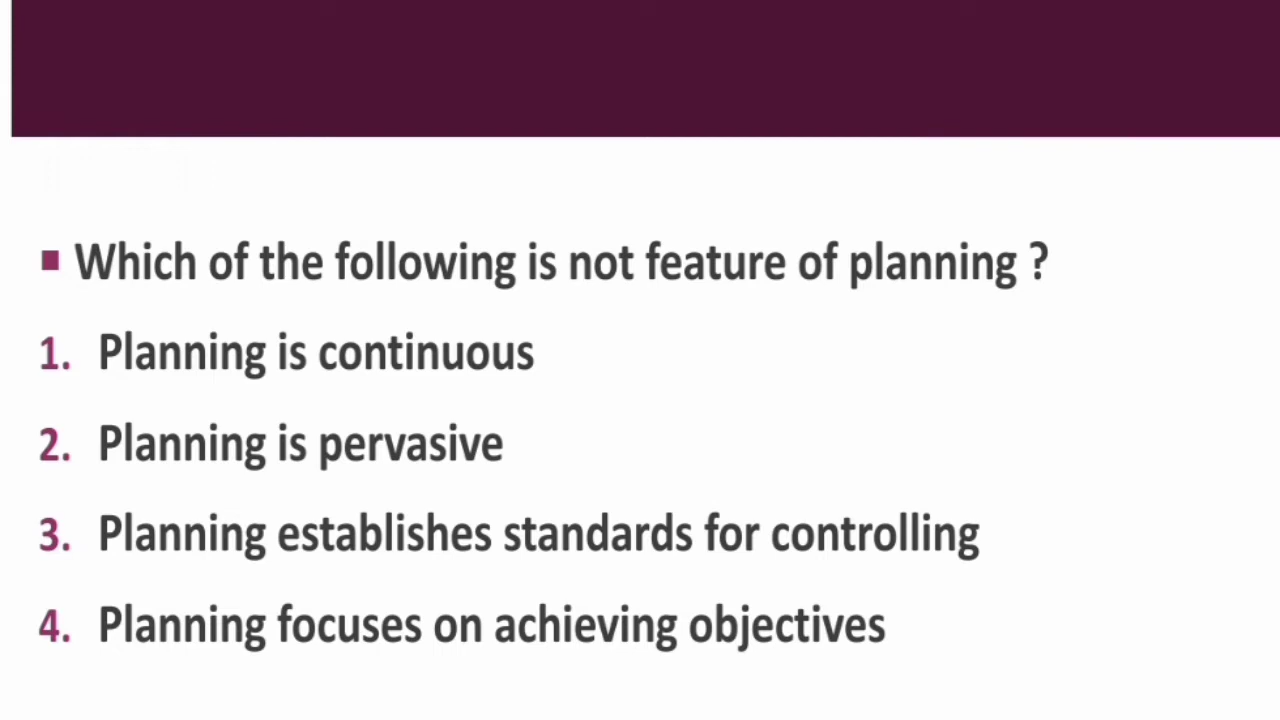 Which of the following is not feature of planning ?
1. Planning is continuous
2. Planning is pervasive
3. Planning establishes standards for controlling
4. Planning focuses on achieving objectives